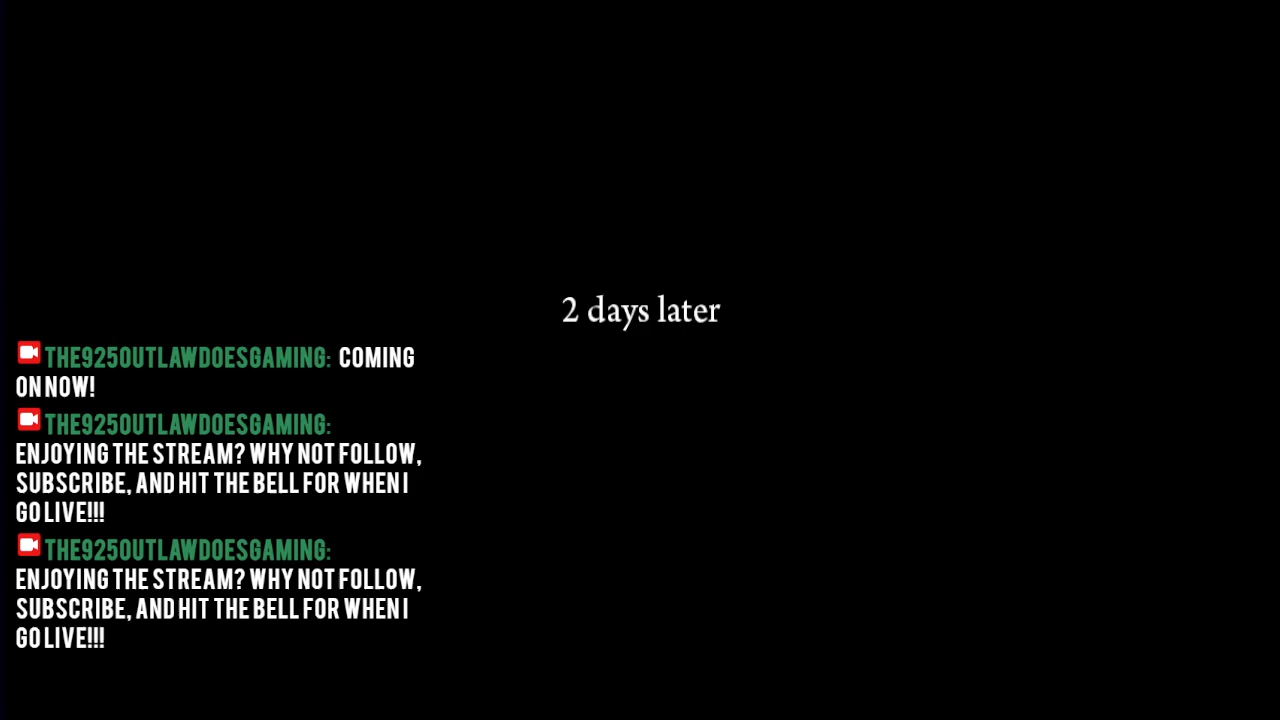 2 days later
THE925OUTLAWDOESGAMING: COMING
ON NOW!
THE925OUTLAWDOESGAMING:
ENJOYING THE STREAM? WHY NOT FOLLOW,
SUBSCRIBE, AND HIT THE BELL FOR WHEN I
GO LIVE!!!
THE925OUTLAWDOESGAMING:
ENJOYING THE STREAM? WHY NOT FOLLOW,
SUBSCRIBE, AND HIT THE BELL FOR WHEN I
GO LIVE!!!